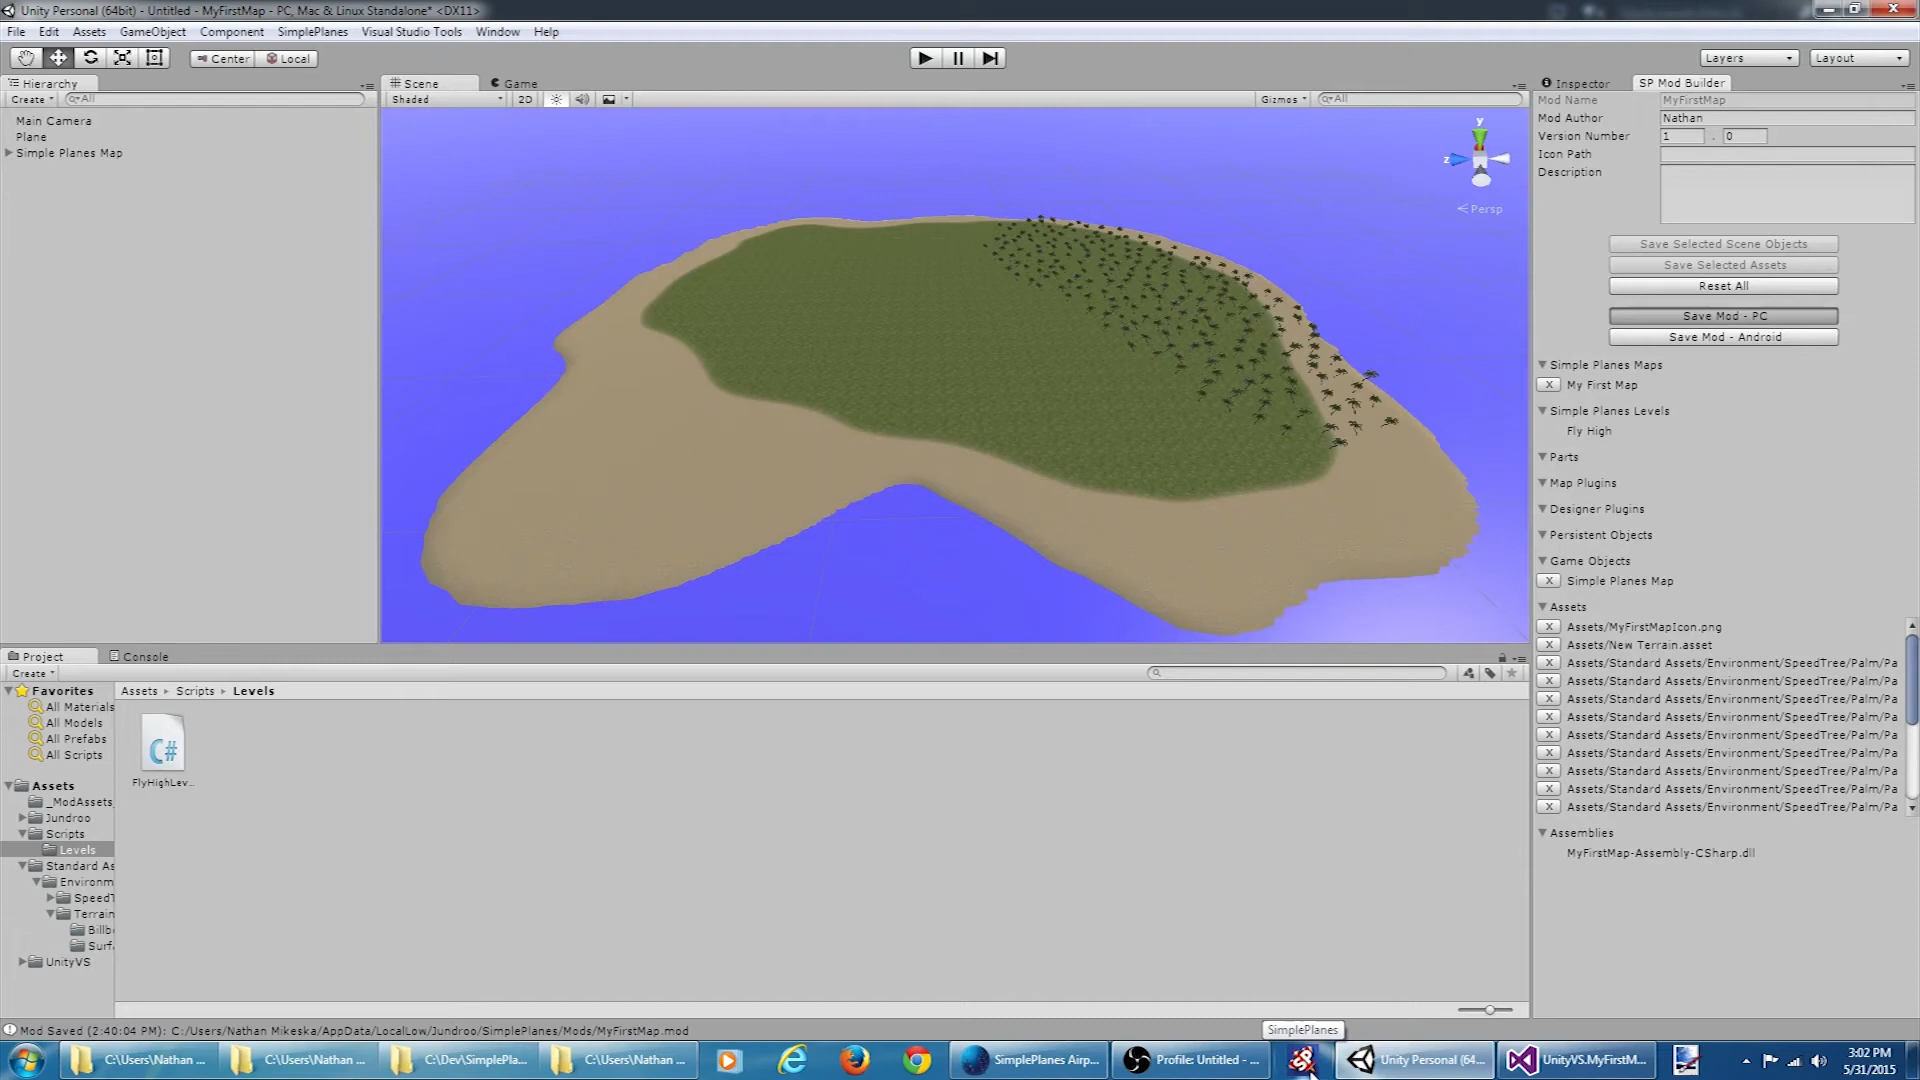 Unity Personal (64bit) - Untitled - MyFirstMap - PC, Mac & Linux Standalone* <DX11>
File Edit Assets GameObject Component SimplePlanes Visual Studio Tools Window Help
Center Local Layers Layout
Hierarchy
Create All
Main Camera
Plane
Simple Planes Map
Scene Game
Shaded 2D Gizmos All
y
z
Persp
Inspector SP Mod Builder
Mod Name MyFirstMap
Mod Author Nathan
Version Number 1 . 0
Icon Path
Description
Save Selected Scene Objects
Save Selected Assets
Reset All
Save Mod - PC
Save Mod - Android
Simple Planes Maps
X My First Map
Simple Planes Levels
Fly High
Parts
Map Plugins
Designer Plugins
Persistent Objects
Game Objects
X Simple Planes Map
Assets
X Assets/MyFirstMapIcon.png
X Assets/New Terrain.asset
X Assets/Standard Assets/Environment/SpeedTree/Palm/Pa
X Assets/Standard Assets/Environment/SpeedTree/Palm/Pa
X Assets/Standard Assets/Environment/SpeedTree/Palm/Pa
X Assets/Standard Assets/Environment/SpeedTree/Palm/Pa
X Assets/Standard Assets/Environment/SpeedTree/Palm/Pa
X Assets/Standard Assets/Environment/SpeedTree/Palm/Pa
X Assets/Standard Assets/Environment/SpeedTree/Palm/Pa
X Assets/Standard Assets/Environment/SpeedTree/Palm/Pa
X Assets/Standard Assets/Environment/SpeedTree/Palm/Pa
Assemblies
MyFirstMap-Assembly-CSharp.dll
Project Console
Create
Favorites
All Materials
All Models
All Prefabs
All Scripts
Assets
_ModAssets
Jundroo
Scripts
Levels
Standard As
Environm
SpeedT
Terrain
Billb
Surf
UnityVS
Assets Scripts Levels
C#
FlyHighLev...
Mod Saved (2:40:04 PM): C:/Users/Nathan Mikeska/AppData/LocalLow/Jundroo/SimplePlanes/Mods/MyFirstMap.mod
SimplePlanes
C:\Users\Nathan ... C:\Users\Nathan ... C:\Dev\SimplePla... C:\Users\Nathan ... SimplePlanes Airp... Profile: Untitled - ... SP Unity Personal (64... UnityVS.MyFirstM... 3:02 PM
5/31/2015